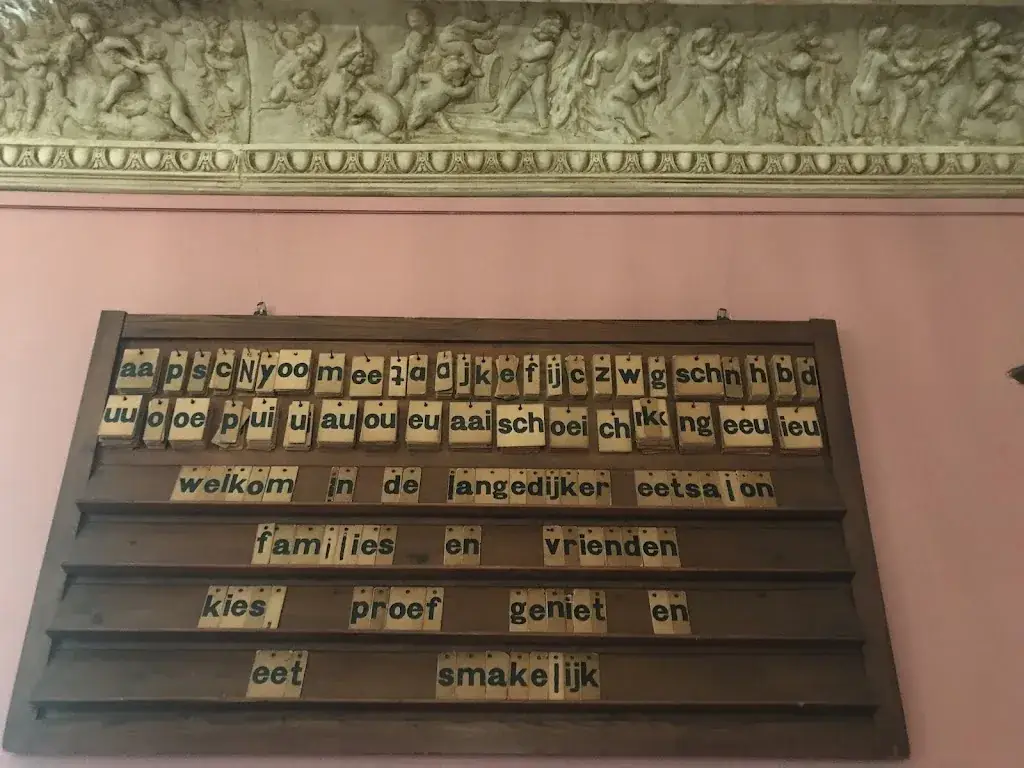 aa p s c N y oo m ee t a a j k e f ij c z w g sch n h b d
uu o oe p ui u au ou eu aai sch oei ch nk ng eeu ieu
welkom in de langedijker eetsalon
families en vrienden
kies proef geniet en
eet smakelijk